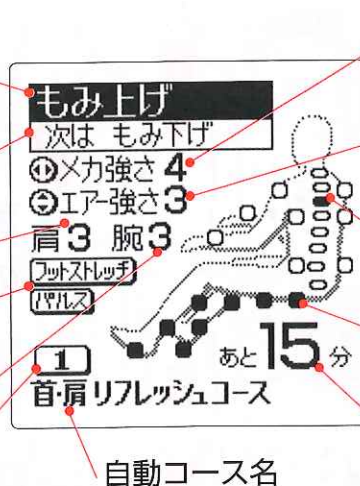 もみ上げ
次は もみ下げ
メカ強さ 4
エアー強さ 3
肩 3 腕 3
フットストレッチ
パルス
1
あと 15 分
首・肩 リフレッシュコース
自動コース名